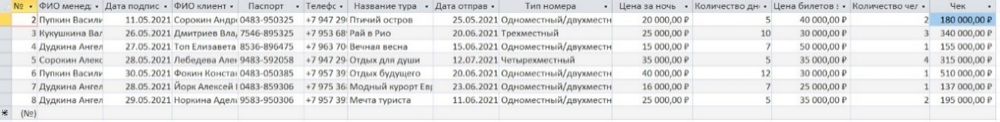 № ФИО менед Дата подпис ФИО клиент Паспорт Телефс Название тура Дата отправ Тип номера Цена за ночь Количество дн Цена билетов Количество чел Чек
2 Пупкин Васили 11.05.2021 Сорокин Андр 0483-950325 +7 947 29 Птичий остров 25.05.2021 Одноместный/двухместн 20 000,00 ₽ 5 40 000,00 ₽ 2 180 000,00 ₽
3 Кукушкина Вал 26.05.2021 Дмитриев Вла 7546-895325 +7 953 68 Рай в Рио 20.06.2021 Трехместный 25 000,00 ₽ 10 30 000,00 ₽ 3 340 000,00 ₽
4 Дудкина Ангел 27.05.2021 Топ Елизавета 8536-896475 +7 963 70 Вечная весна 15.06.2021 Одноместный/двухместн 15 000,00 ₽ 7 50 000,00 ₽ 1 155 000,00 ₽
5 Сорокин Алекс 28.05.2021 Лебедева Ален 9483-592058 +7 947 29 Отдых для души 12.07.2021 Четырехместный 35 000,00 ₽ 5 35 000,00 ₽ 4 315 000,00 ₽
6 Пупкин Васили 30.05.2021 Фокин Конста 0483-050385 +7 957 39 Отдых будущего 20.06.2021 Одноместный/двухместн 40 000,00 ₽ 12 30 000,00 ₽ 1 510 000,00 ₽
7 Дудкина Ангел 28.05.2021 Йорк Алексей 0483-859306 +7 975 36 Модный курорт Евр 23.06.2021 Одноместный/двухместн 16 000,00 ₽ 7 25 000,00 ₽ 1 137 000,00 ₽
8 Дудкина Ангел 29.05.2021 Норкина Адел 9583-950306 +7 957 39 Мечта туриста 11.06.2021 Одноместный/двухместн 25 000,00 ₽ 5 35 000,00 ₽ 2 195 000,00 ₽
* (№)